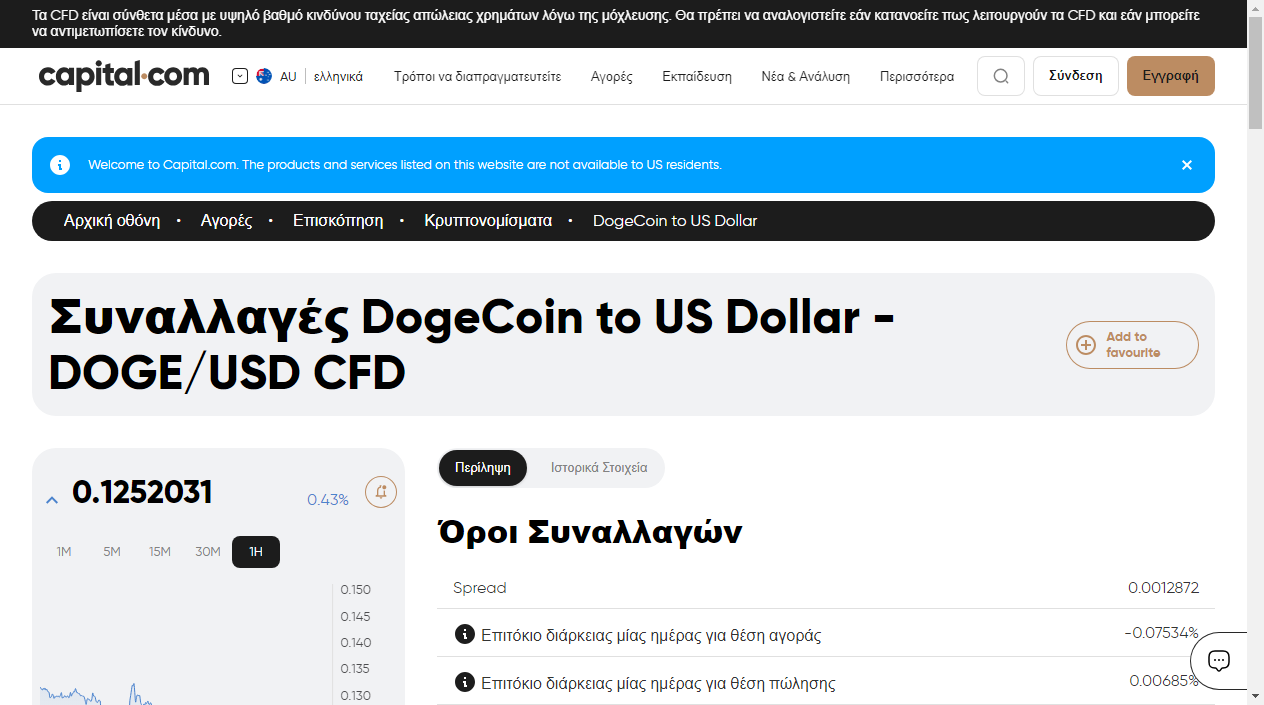 Τα CFD είναι σύνθετα μέσα με υψηλό βαθμό κινδύνου ταχείας απώλειας χρημάτων λόγω της μόχλευσης. Θα πρέπει να αναλογιστείτε εάν κατανοείτε πως λειτουργούν τα CFD και εάν μπορείτε
να αντιμετωπίσετε τον κίνδυνο.
capital.com AU ελληνικά Τρόποι να διαπραγματευτείτε Αγορές Εκπαίδευση Νέα & Ανάλυση Περισσότερα Σύνδεση Εγγραφή
Welcome to Capital.com. The products and services listed on this website are not available to US residents.
Αρχική οθόνη • Αγορές • Επισκόπηση • Κρυπτονομίσματα • DogeCoin to US Dollar
Συναλλαγές DogeCoin to US Dollar -
DOGE/USD CFD
Add to
favourite
0.1252031 0.43%
1M 5M 15M 30M 1H
0.150
0.145
0.140
0.135
0.130
Περίληψη Ιστορικά Στοιχεία
Όροι Συναλλαγών
Spread 0.0012872
Επιτόκιο διάρκειας μίας ημέρας για θέση αγοράς -0.07534%
Επιτόκιο διάρκειας μίας ημέρας για θέση πώλησης 0.00685%